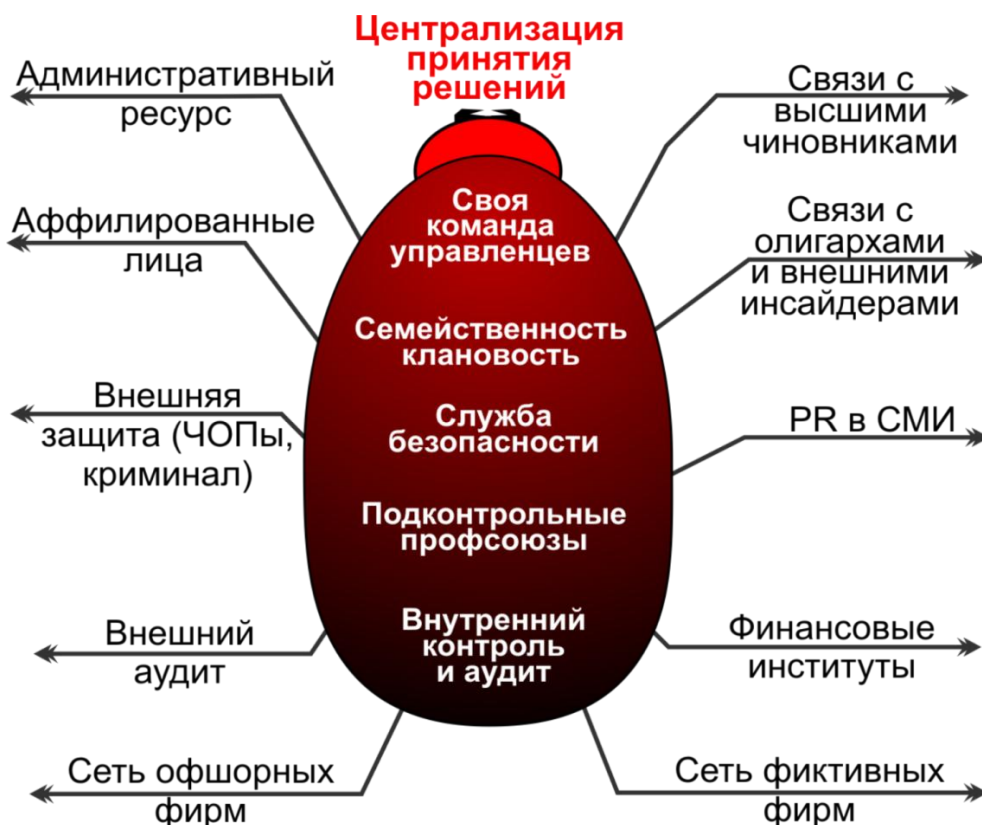 Централизация
принятия
решений
Административный
ресурс
Связи с
высшими
чиновниками
Своя
команда
управленцев
Аффилированные
лица
Связи с
олигархами
и внешними
инсайдерами
Семейственность
клановость
Внешняя
защита (ЧОПы,
криминал)
Служба
безопасности
PR в СМИ
Подконтрольные
профсоюзы
Внешний
аудит
Внутренний
контроль
и аудит
Финансовые
институты
Сеть офшорных
фирм
Сеть фиктивных
фирм